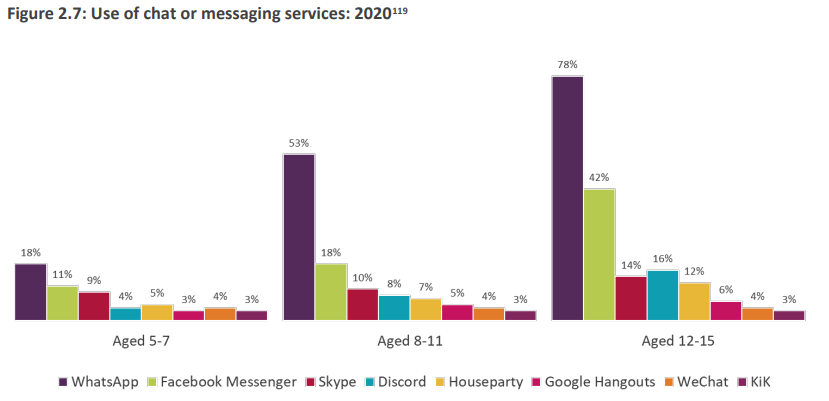 Figure 2.7: Use of chat or messaging services: 2020¹¹⁹
18% 11% 9% 4% 5% 3% 4% 3%
53% 18% 10% 8% 7% 5% 4% 3%
78% 42% 14% 16% 12% 6% 4% 3%
Aged 5-7 Aged 8-11 Aged 12-15
WhatsApp Facebook Messenger Skype Discord Houseparty Google Hangouts WeChat KiK